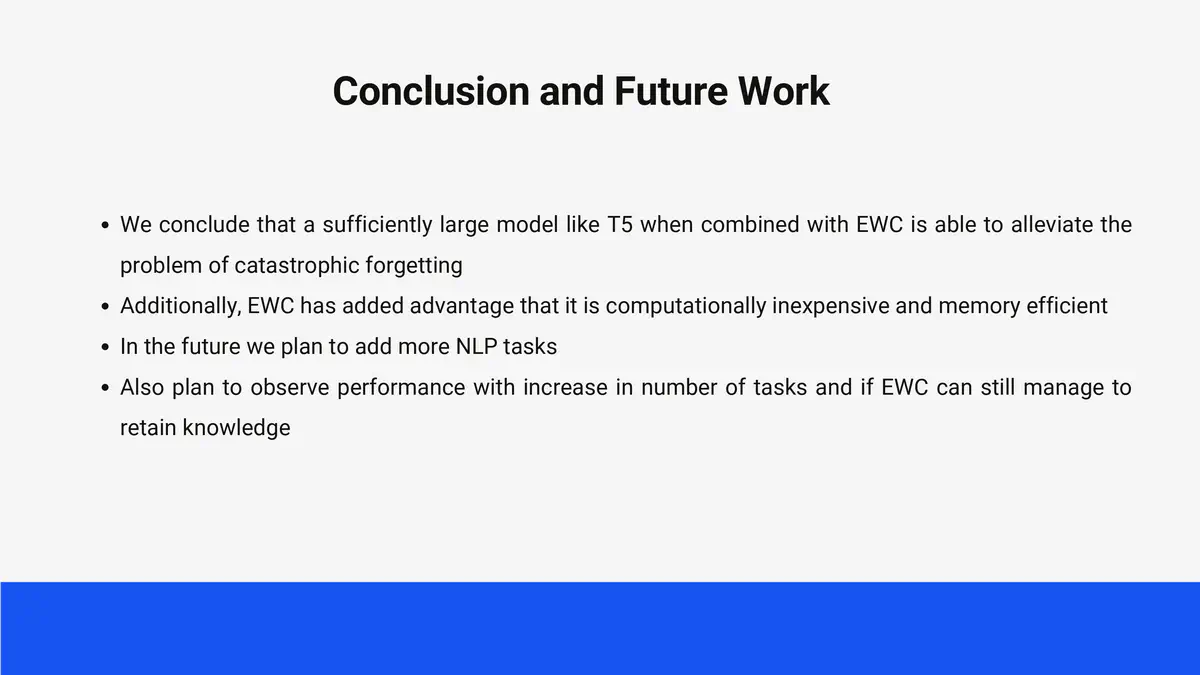 Conclusion and Future Work
• We conclude that a sufficiently large model like T5 when combined with EWC is able to alleviate the
problem of catastrophic forgetting
• Additionally, EWC has added advantage that it is computationally inexpensive and memory efficient
• In the future we plan to add more NLP tasks
• Also plan to observe performance with increase in number of tasks and if EWC can still manage to
retain knowledge